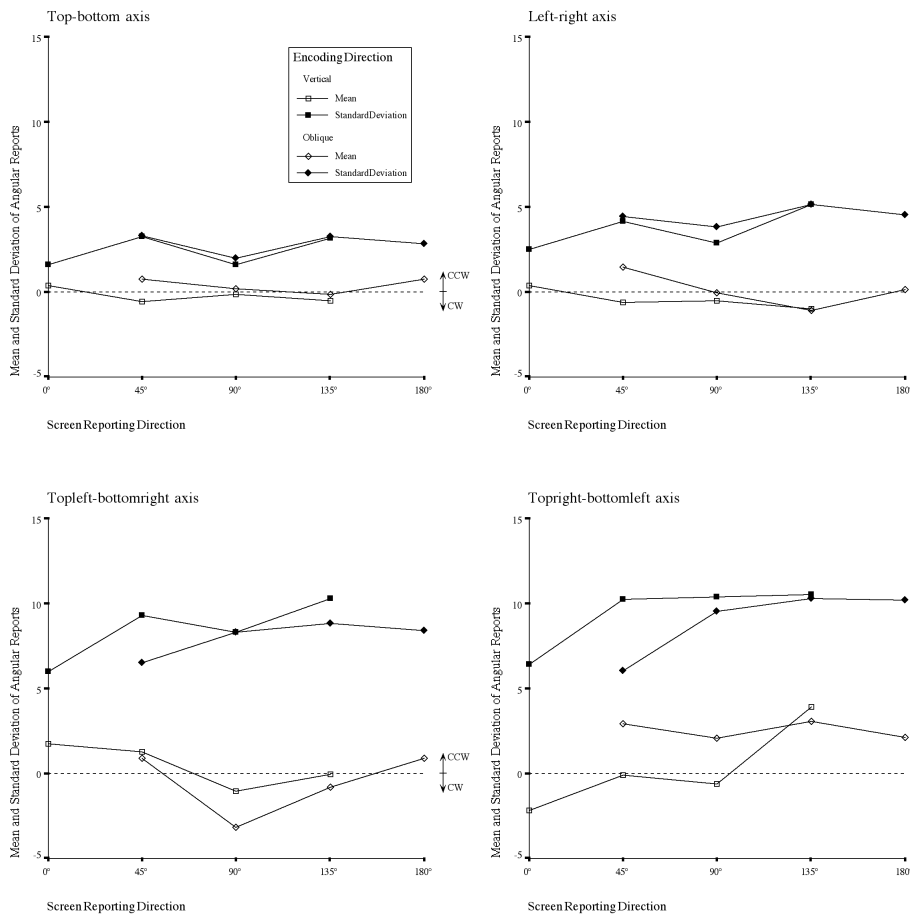 Top-bottom axis
Mean and Standard Deviation of Angular Reports
15
10
5
0
-5
Encoding Direction
Vertical
Mean
Standard Deviation
Oblique
Mean
Standard Deviation
CCW
CW
0° 45° 90° 135° 180°
Screen Reporting Direction
Left-right axis
Mean and Standard Deviation of Angular Reports
15
10
5
0
-5
0° 45° 90° 135° 180°
Screen Reporting Direction
Topleft-bottomright axis
Mean and Standard Deviation of Angular Reports
15
10
5
0
-5
CCW
CW
0° 45° 90° 135° 180°
Screen Reporting Direction
Topright-bottomleft axis
Mean and Standard Deviation of Angular Reports
15
10
5
0
-5
0° 45° 90° 135° 180°
Screen Reporting Direction